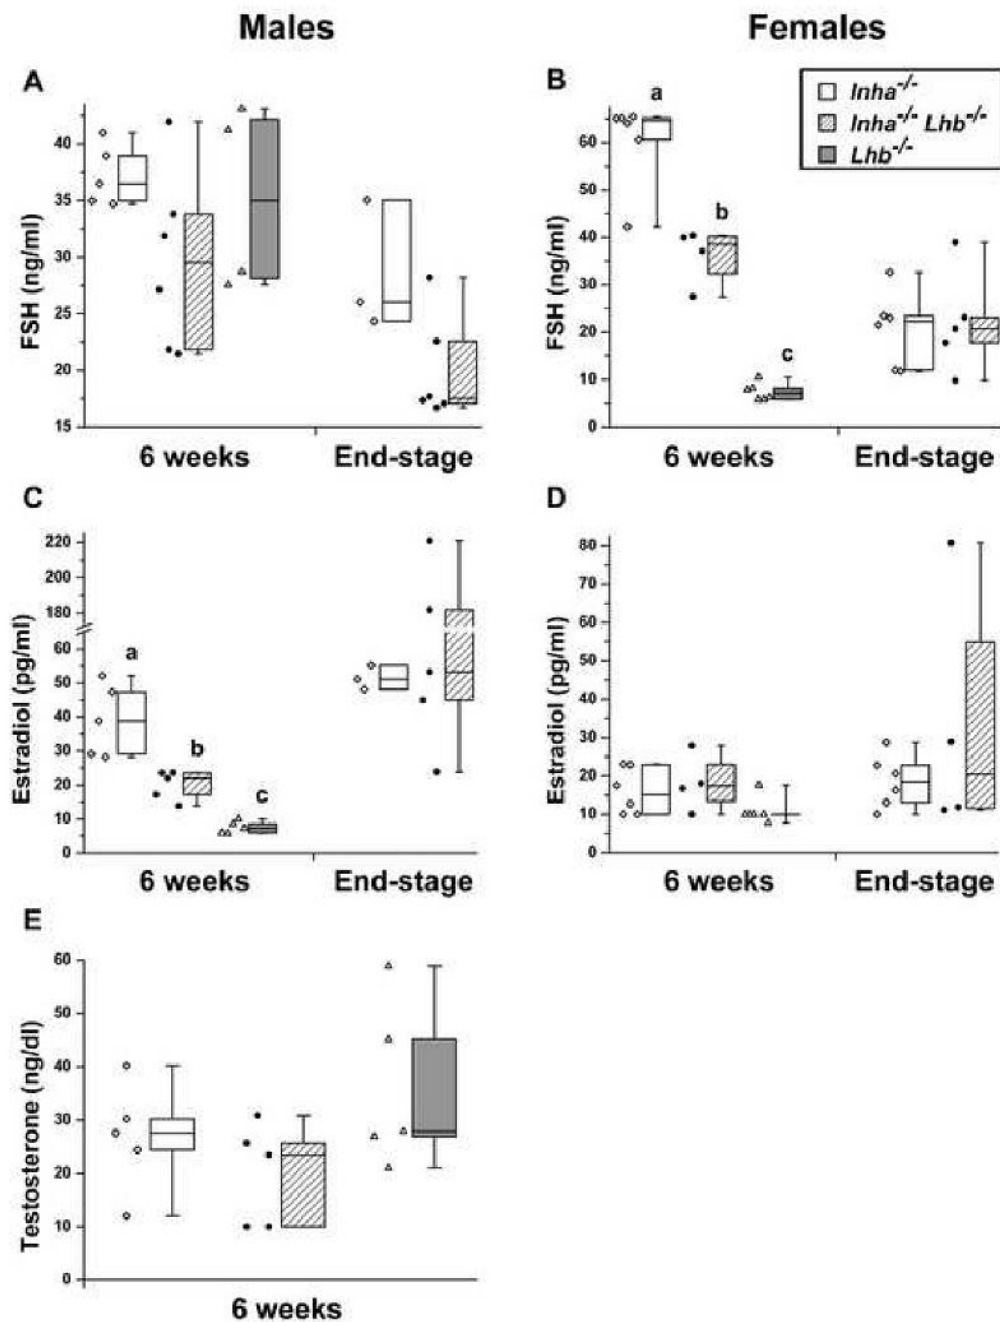 Males Females
A
FSH (ng/ml)
40
35
30
25
20
15
6 weeks End-stage
B
Inha-/-
Inha-/- Lhb-/-
Lhb-/-
FSH (ng/ml)
60
50
40
30
20
10
0
a
b
c
6 weeks End-stage
C
Estradiol (pg/ml)
220
200
180
60
50
40
30
20
10
0
a
b
c
6 weeks End-stage
D
Estradiol (pg/ml)
80
70
60
50
40
30
20
10
0
6 weeks End-stage
E
Testosterone (ng/dl)
60
50
40
30
20
10
0
6 weeks